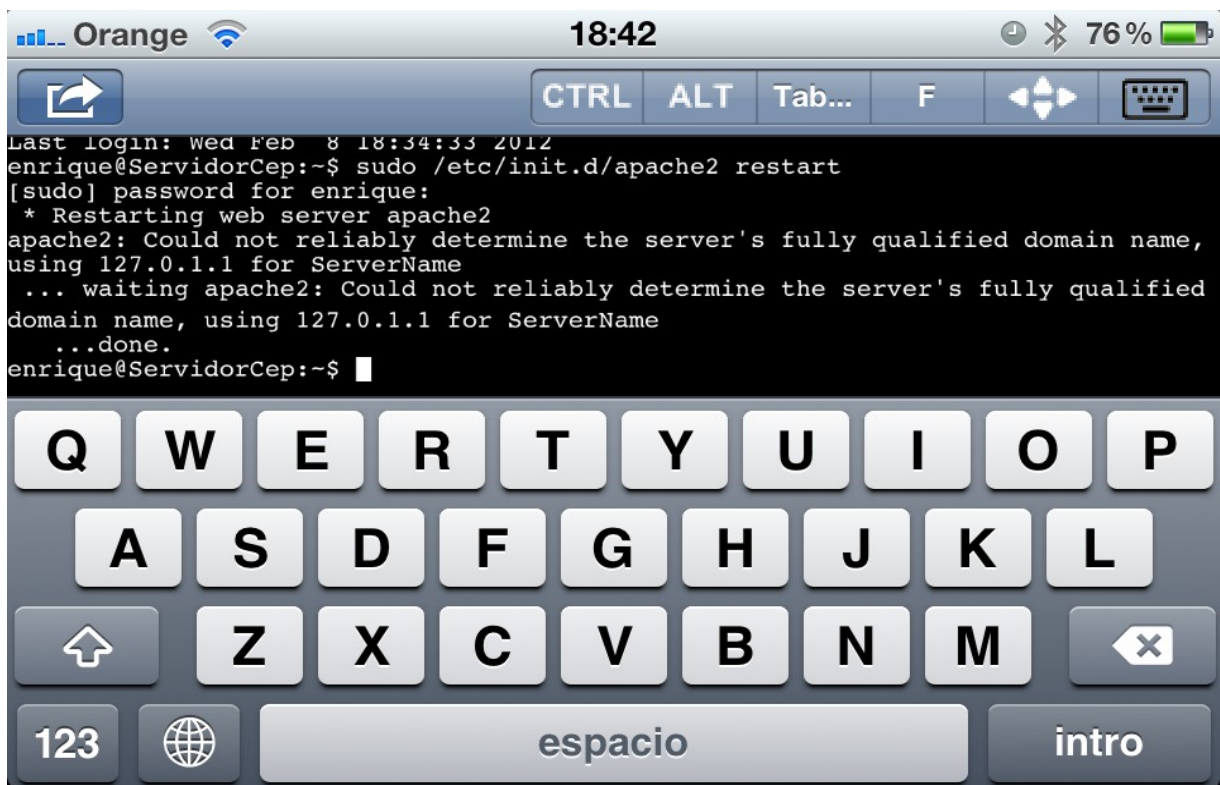 Orange 18:42 76%
CTRL ALT Tab... F
Last login: Wed Feb  8 18:34:33 2012
enrique@ServidorCep:~$ sudo /etc/init.d/apache2 restart
[sudo] password for enrique:
 * Restarting web server apache2
apache2: Could not reliably determine the server's fully qualified domain name,
using 127.0.1.1 for ServerName
 ... waiting apache2: Could not reliably determine the server's fully qualified
domain name, using 127.0.1.1 for ServerName
   ...done.
enrique@ServidorCep:~$
Q W E R T Y U I O P
A S D F G H J K L
Z X C V B N M
123 espacio intro